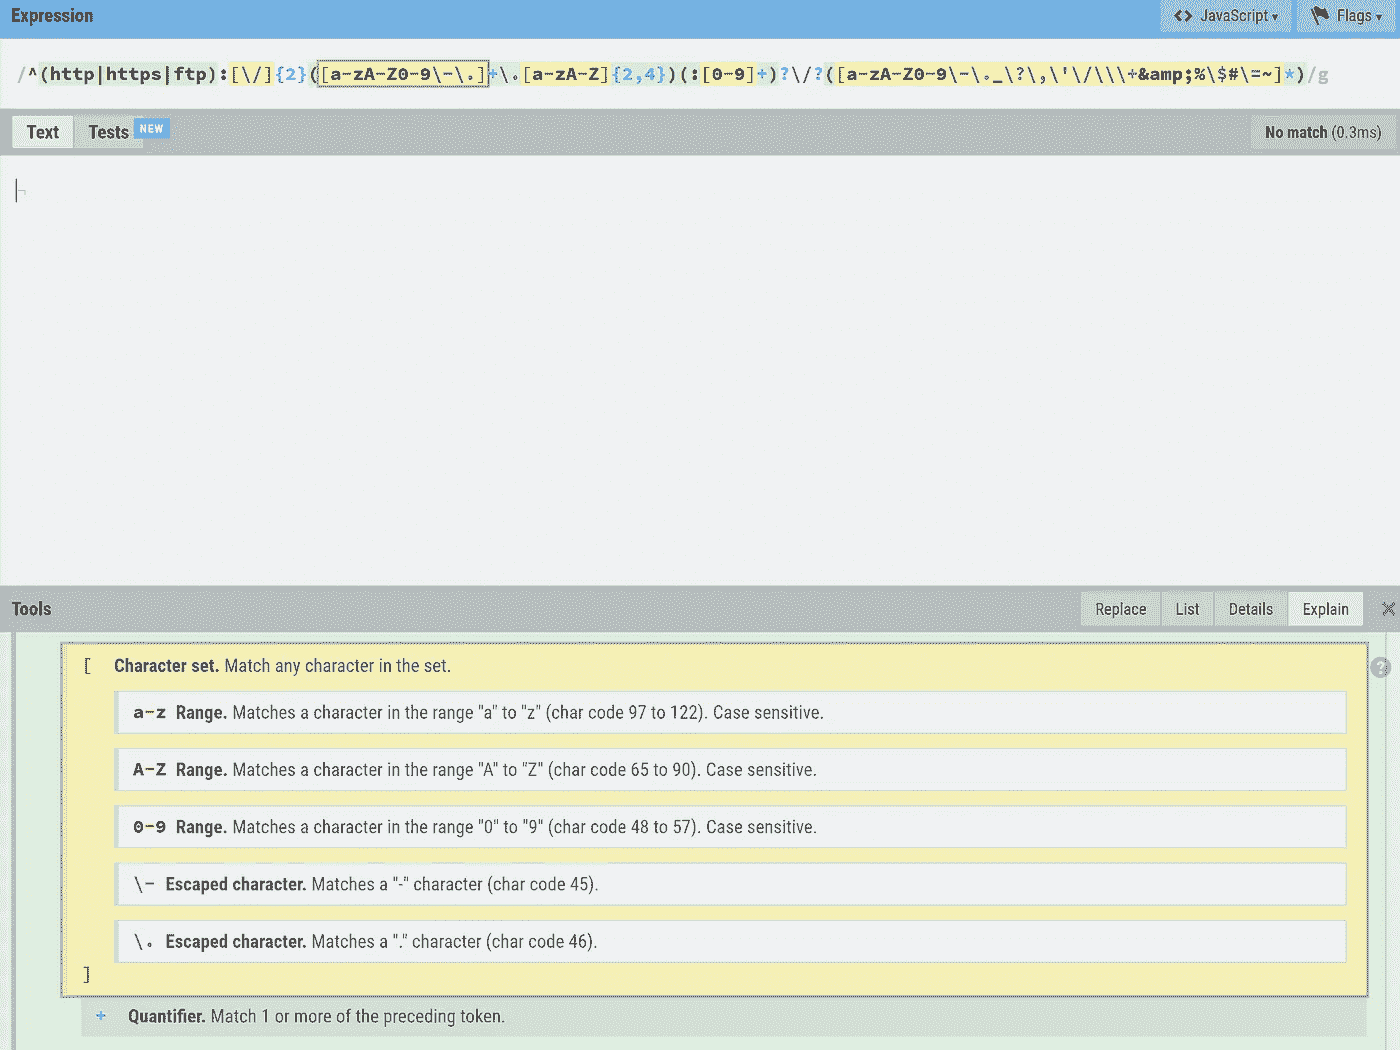 Expression
<> JavaScript ▾
Flags ▾
/^(http|https|ftp):[\/]{2}([a-zA-Z0-9\-\.]+\.[a-zA-Z]{2,4})(:[0-9]+)?\/?([a-zA-Z0-9\-\._\?\,\'\/\\\+&amp;%\$#\=~]*)/g
Text
Tests
NEW
No match (0.3ms)
Tools
Replace
List
Details
Explain
?
[ Character set. Match any character in the set.
a-z Range. Matches a character in the range "a" to "z" (char code 97 to 122). Case sensitive.
A-Z Range. Matches a character in the range "A" to "Z" (char code 65 to 90). Case sensitive.
0-9 Range. Matches a character in the range "0" to "9" (char code 48 to 57). Case sensitive.
\- Escaped character. Matches a "-" character (char code 45).
\. Escaped character. Matches a "." character (char code 46).
]
+ Quantifier. Match 1 or more of the preceding token.